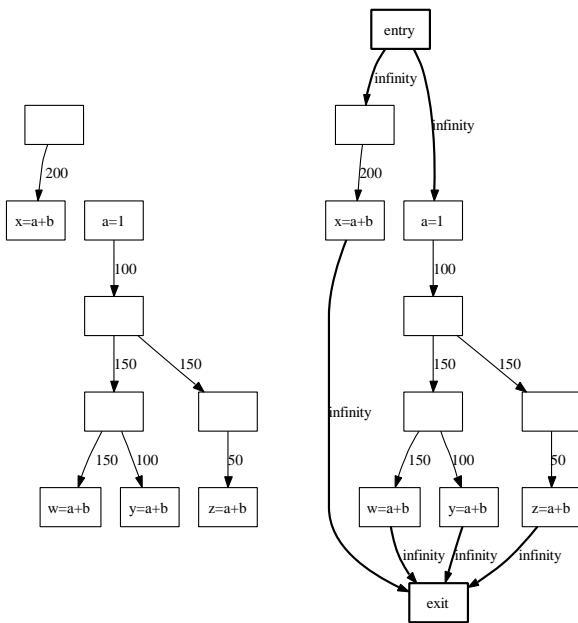 200
x=a+b
a=1
100
150
150
150
100
50
w=a+b
y=a+b
z=a+b
entry
infinity
infinity
200
x=a+b
a=1
100
150
150
infinity
150
100
50
w=a+b
y=a+b
z=a+b
infinity
infinity
infinity
exit